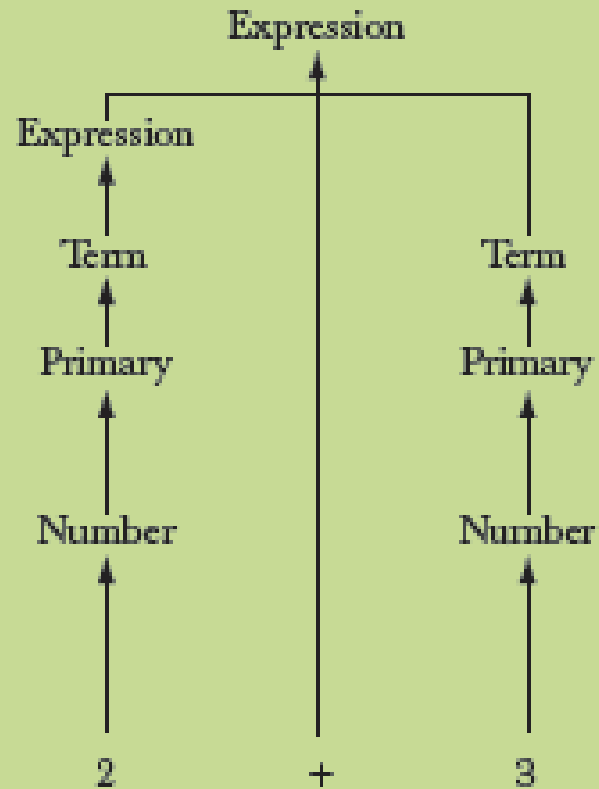 Expression
Expression
Term Term
Primary Primary
Number Number
2 + 3